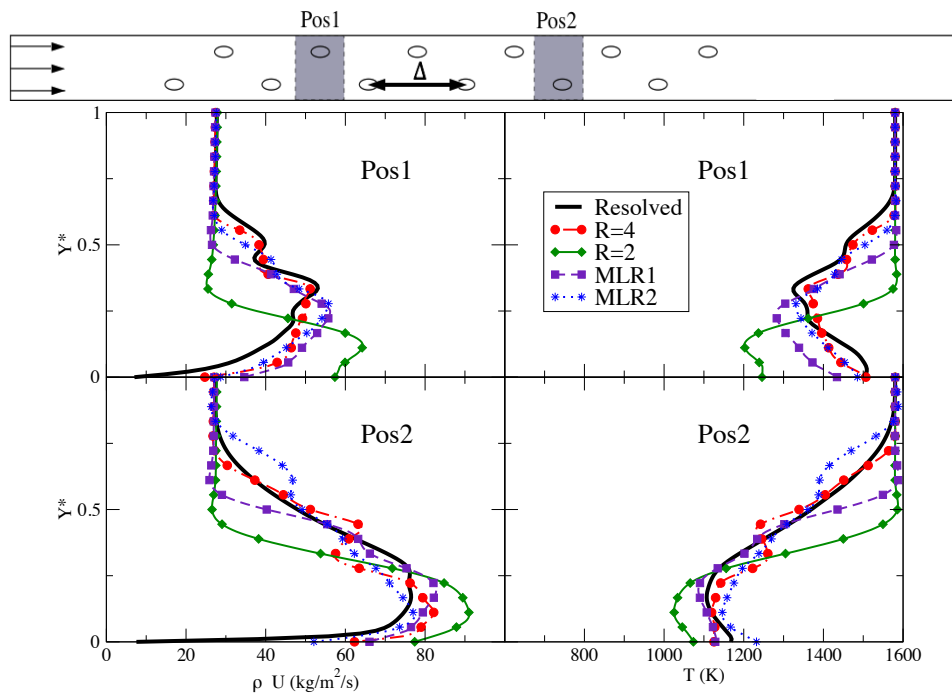 Pos1 Pos2
Δ
1 Pos1 Pos1
Resolved
R=4
R=2
MLR1
MLR2
Y* 0.5
0
Pos2 Pos2
Y* 0.5
0
0 20 40 60 80 1000 1200 1400 1600
ρ U (kg/m²/s) T (K)